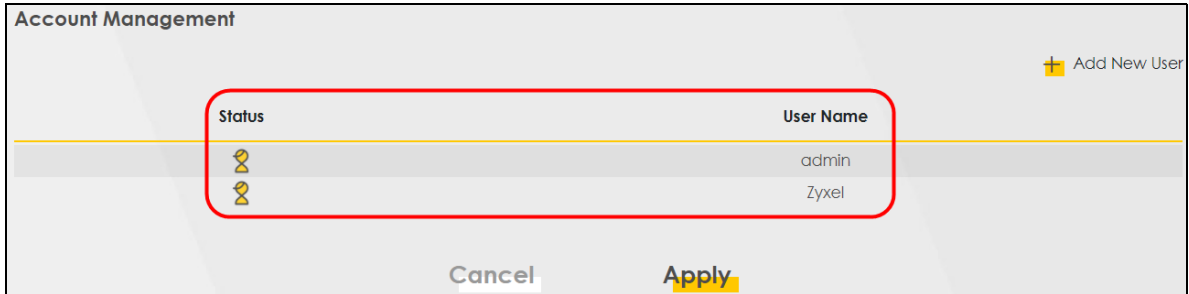 Account Management
Add New User
Status User Name
admin
Zyxel
Cancel Apply